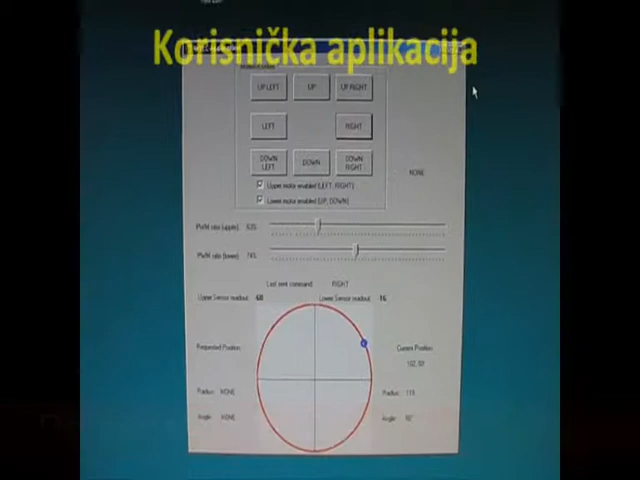 Korisnička aplikacija
UP LEFT UP UP RIGHT
LEFT RIGHT
DOWN LEFT DOWN DOWN RIGHT
NONE
Upper motor enabled (LEFT, RIGHT)
Lower motor enabled (UP, DOWN)
PWM ratio (upper)
PWM ratio (lower) 74%
Last sent command: RIGHT
Upper Sensor readout: 60 Lower Sensor readout: 16
Requested Position: Current Position:
Radius: NONE Radius:
Angle: NONE Angle: